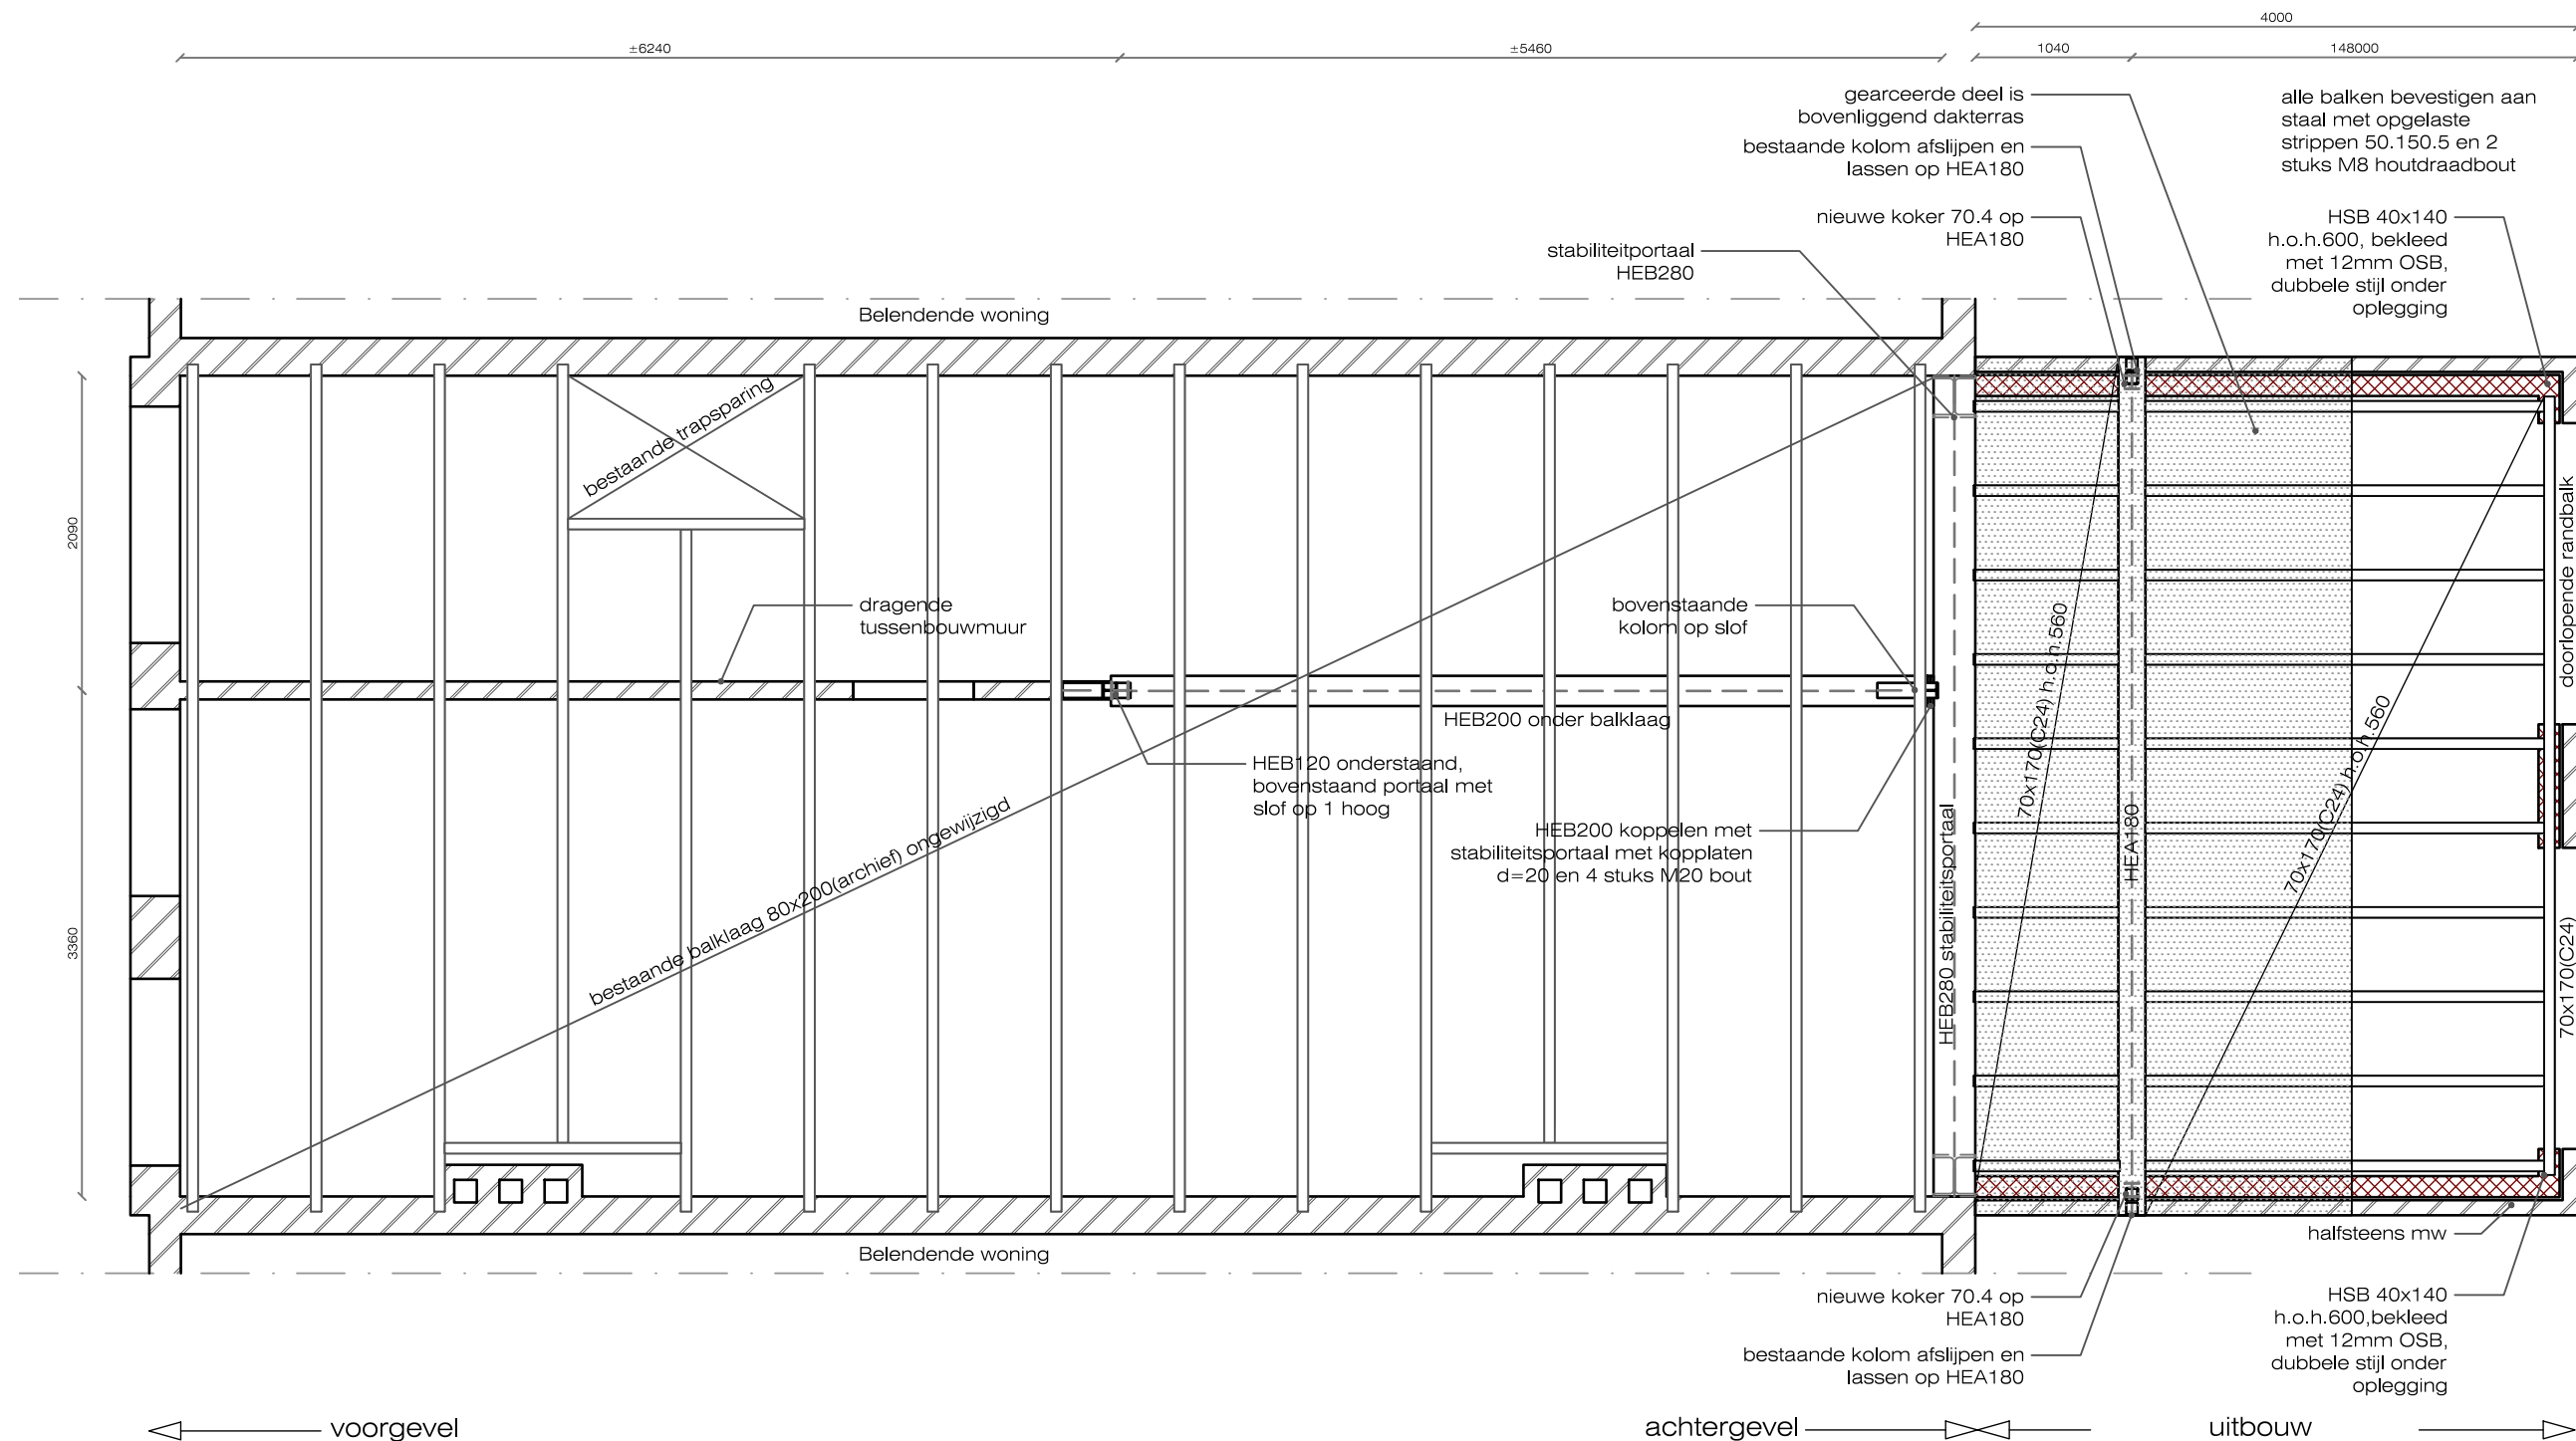 4000
±6240
±5460
1040
148000
gearceerde deel is
bovenliggend dakterras
alle balken bevestigen aan
staal met opgelaste
strippen 50.150.5 en 2
stuks M8 houtdraadbout
bestaande kolom afslijpen en
lassen op HEA180
nieuwe koker 70.4 op
HEA180
HSB 40x140
h.o.h.600, bekleed
met 12mm OSB,
dubbele stijl onder
oplegging
stabiliteitportaal
HEB280
Belendende woning
bestaande trapsparing
2090
dragende
tussenbouwmuur
bovenstaande
kolom op slof
doorlopende randbalk
70x170(C24) h.o.h.560
HEB200 onder balklaag
HEB120 onderstaand,
bovenstaand portaal met
slof op 1 hoog
HEB200 koppelen met
stabiliteitsportaal met kopplaten
d=20 en 4 stuks M20 bout
HEA180
70x170(C24) h.o.h.560
3360
bestaande balklaag 80x200(archief) ongewijzigd
HEB280 stabiliteitsportaal
70x170(C24)
halfsteens mw
Belendende woning
nieuwe koker 70.4 op
HEA180
HSB 40x140
h.o.h.600,bekleed
met 12mm OSB,
dubbele stijl onder
oplegging
bestaande kolom afslijpen en
lassen op HEA180
voorgevel
achtergevel
uitbouw